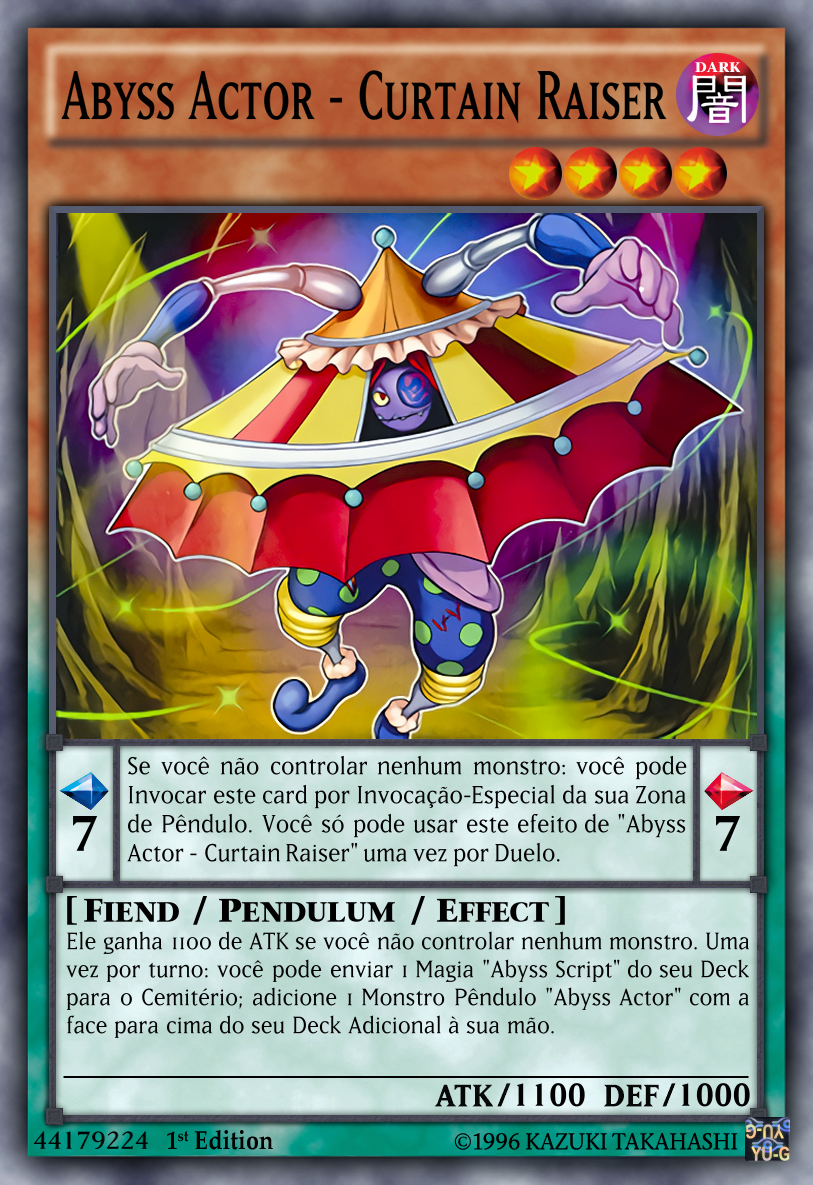 Abyss Actor - Curtain Raiser
DARK
闇
Se você não controlar nenhum monstro: você pode
Invocar este card por Invocação-Especial da sua Zona
de Pêndulo. Você só pode usar este efeito de "Abyss
Actor - Curtain Raiser" uma vez por Duelo.
7
7
[ Fiend / Pendulum / Effect ]
Ele ganha 1100 de ATK se você não controlar nenhum monstro. Uma
vez por turno: você pode enviar 1 Magia "Abyss Script" do seu Deck
para o Cemitério; adicione 1 Monstro Pêndulo "Abyss Actor" com a
face para cima do seu Deck Adicional à sua mão.
ATK/1100 DEF/1000
44179224 1st Edition ©1996 KAZUKI TAKAHASHI
YU-G
YU-G